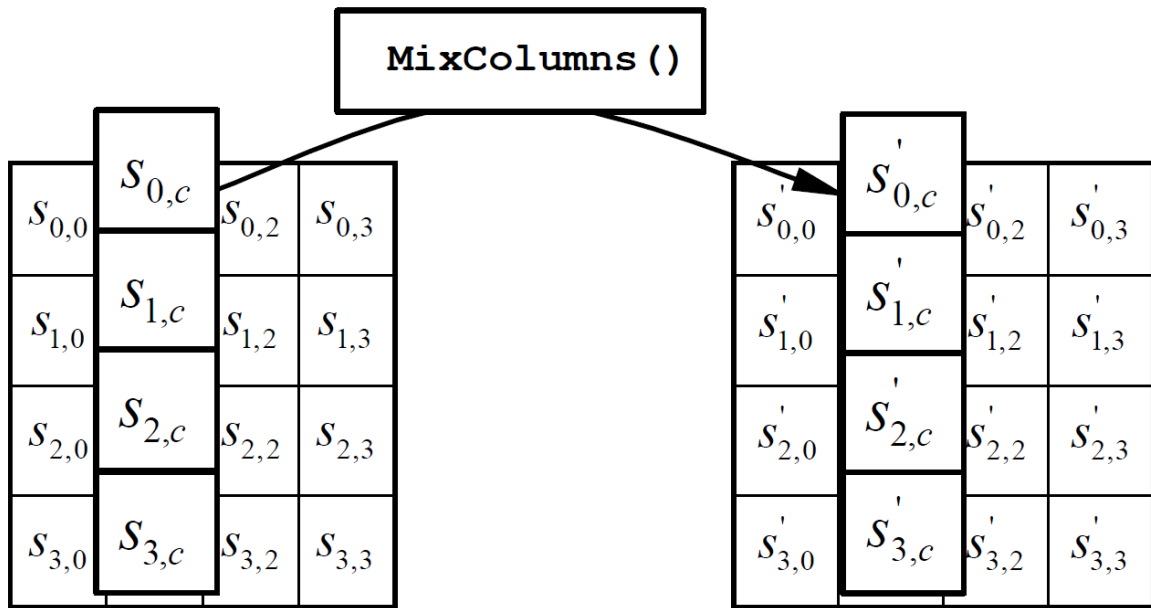 MixColumns()
s0,0 s0,c s0,2 s0,3 s'0,0 s'0,c s'0,2 s'0,3
s1,0 s1,c s1,2 s1,3 s'1,0 s'1,c s'1,2 s'1,3
s2,0 s2,c s2,2 s2,3 s'2,0 s'2,c s'2,2 s'2,3
s3,0 s3,c s3,2 s3,3 s'3,0 s'3,c s'3,2 s'3,3